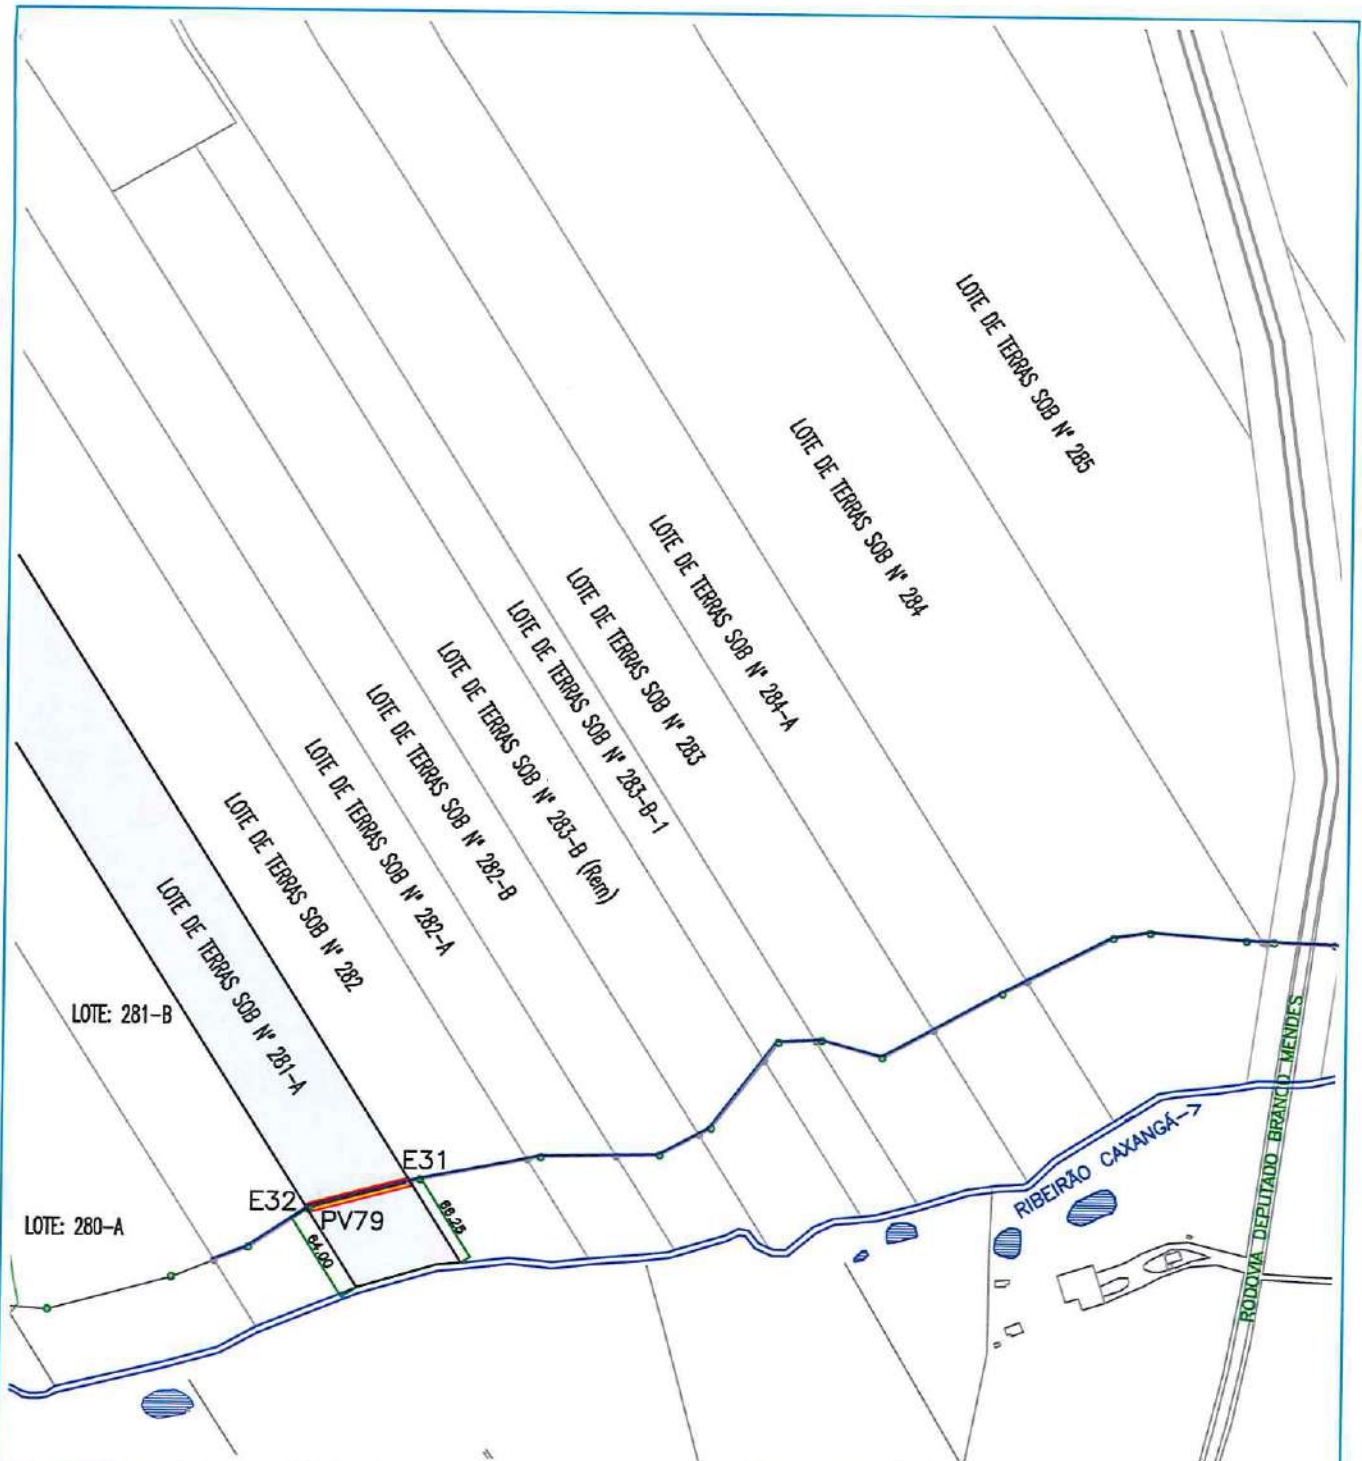 LOTE DE TERRAS SOB Nº 285
LOTE DE TERRAS SOB Nº 284
LOTE DE TERRAS SOB Nº 284-A
LOTE DE TERRAS SOB Nº 283
LOTE DE TERRAS SOB Nº 283-B-1
LOTE DE TERRAS SOB Nº 283-B (Rem)
LOTE DE TERRAS SOB Nº 282-B
LOTE DE TERRAS SOB Nº 282-A
LOTE DE TERRAS SOB Nº 282
LOTE DE TERRAS SOB Nº 281-A
LOTE: 281-B
LOTE: 280-A
E31
E32
PV79
66,25
64,00
RIBEIRÃO CAXANGÁ->
RODOVIA DEPUTADO BRANCO MENDES